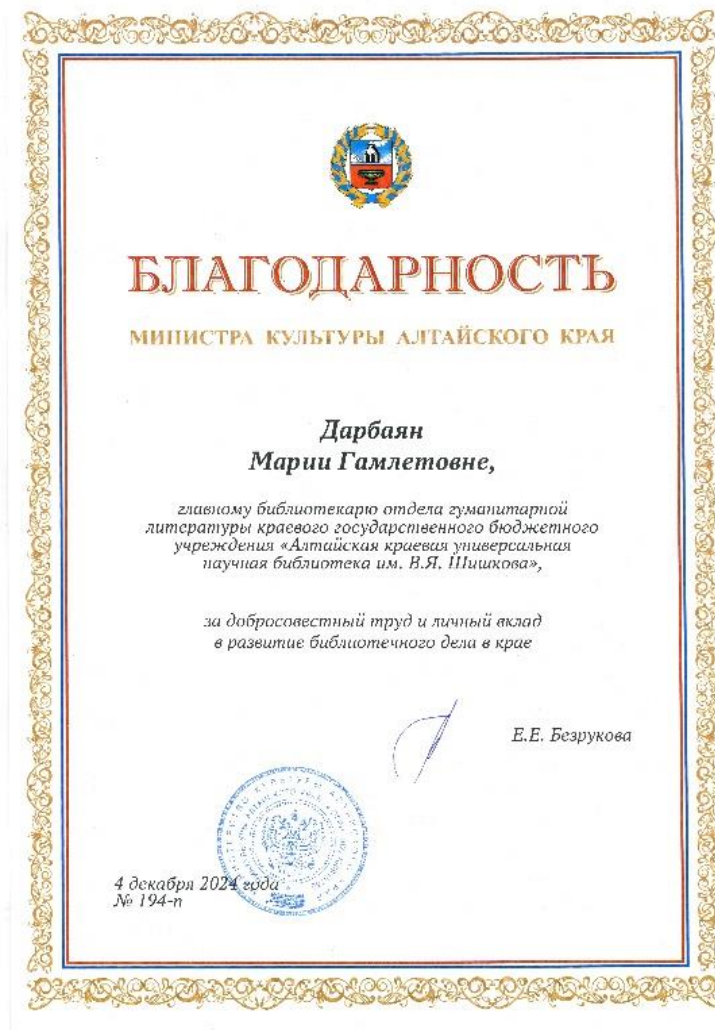 БЛАГОДАРНОСТЬ
МИНИСТРА КУЛЬТУРЫ АЛТАЙСКОГО КРАЯ
Дарбаян
Марии Гамлетовне,
главному библиотекарю отдела гуманитарной
литературы краевого государственного бюджетного
учреждения «Алтайская краевая универсальная
научная библиотека им. В.Я. Шишкова»,
за добросовестный труд и личный вклад
в развитие библиотечного дела в крае
Е.Е. Безрукова
4 декабря 2024 года
№ 194-п